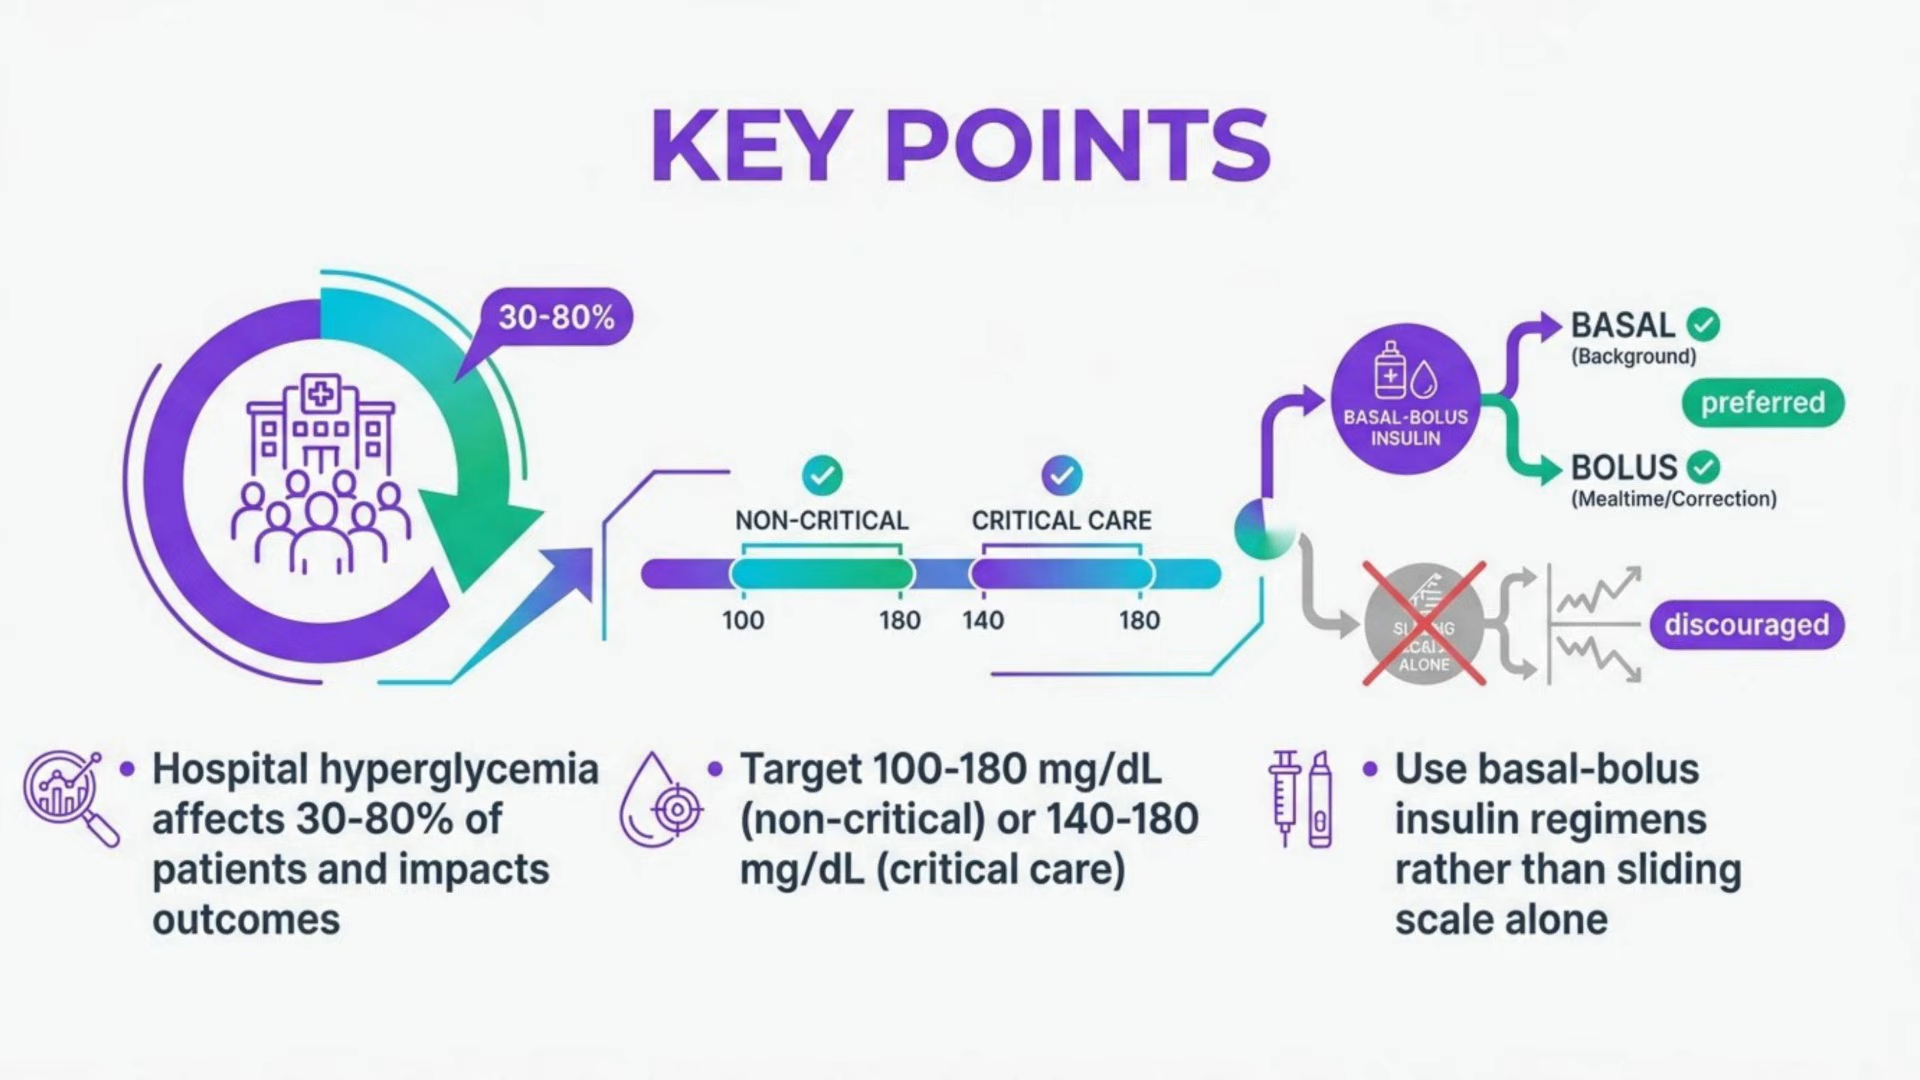 KEY POINTS
30-80%
NON-CRITICAL
CRITICAL CARE
100
180
140
180
BASAL-BOLUS
INSULIN
BASAL
(Background)
preferred
BOLUS
(Mealtime/Correction)
ALONE
discouraged
• Hospital hyperglycemia
affects 30-80% of
patients and impacts
outcomes
• Target 100-180 mg/dL
(non-critical) or 140-180
mg/dL (critical care)
• Use basal-bolus
insulin regimens
rather than sliding
scale alone